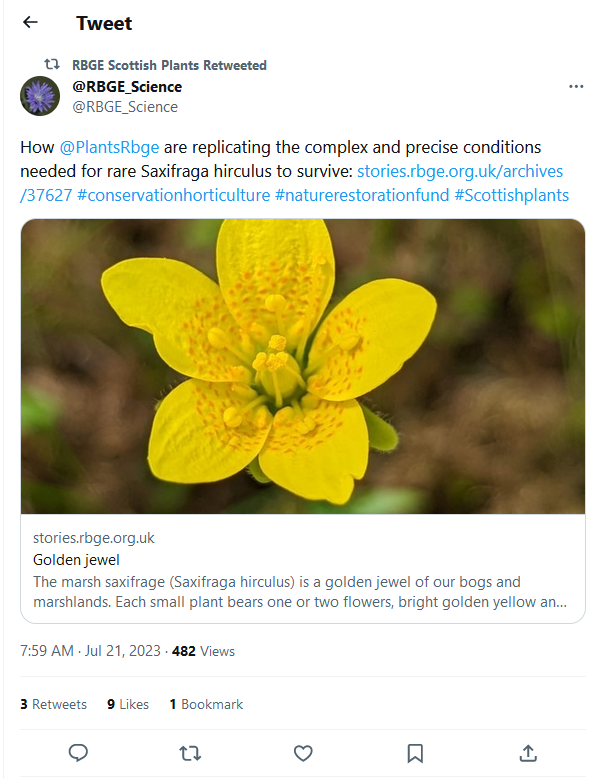 Tweet
RBGE Scottish Plants Retweeted
@RBGE_Science
@RBGE_Science
How @PlantsRbge are replicating the complex and precise conditions
needed for rare Saxifraga hirculus to survive: stories.rbge.org.uk/archives
/37627 #conservationhorticulture #naturerestorationfund #Scottishplants
stories.rbge.org.uk
Golden jewel
The marsh saxifrage (Saxifraga hirculus) is a golden jewel of our bogs and
marshlands. Each small plant bears one or two flowers, bright golden yellow an...
7:59 AM · Jul 21, 2023 · 482 Views
3 Retweets 9 Likes 1 Bookmark